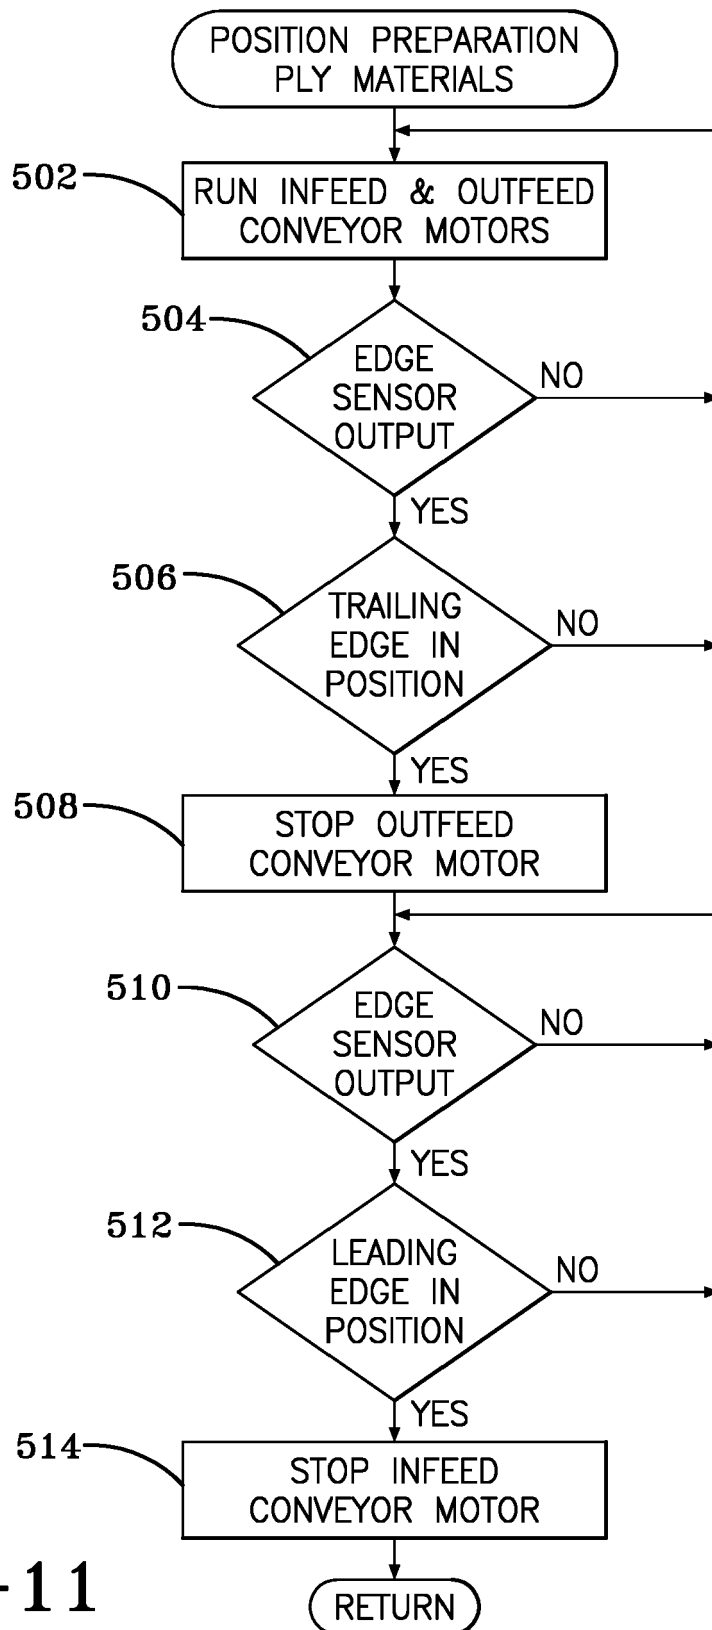 POSITION PREPARATION
PLY MATERIALS
502
RUN INFEED & OUTFEED
CONVEYOR MOTORS
504
EDGE
SENSOR
OUTPUT
NO
YES
506
TRAILING
EDGE IN
POSITION
NO
YES
508
STOP OUTFEED
CONVEYOR MOTOR
510
EDGE
SENSOR
OUTPUT
NO
YES
512
LEADING
EDGE IN
POSITION
NO
YES
514
STOP INFEED
CONVEYOR MOTOR
-11
RETURN